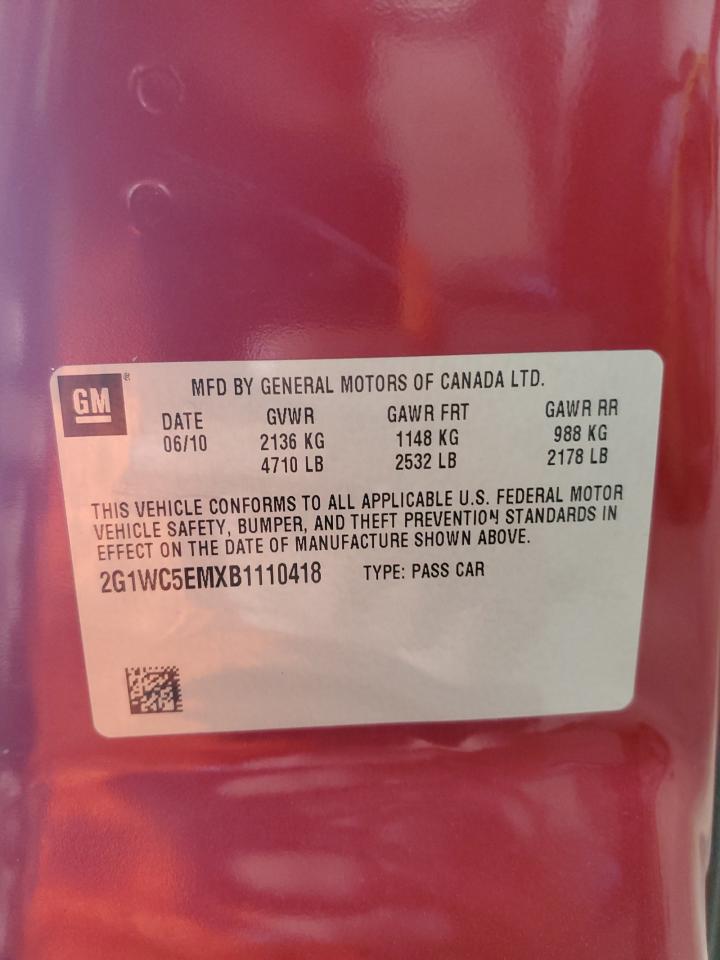 GM®
MFD BY GENERAL MOTORS OF CANADA LTD.
DATE GVWR GAWR FRT GAWR RR
06/10 2136 KG 1148 KG 988 KG
4710 LB 2532 LB 2178 LB
THIS VEHICLE CONFORMS TO ALL APPLICABLE U.S. FEDERAL MOTOR
VEHICLE SAFETY, BUMPER, AND THEFT PREVENTION STANDARDS IN
EFFECT ON THE DATE OF MANUFACTURE SHOWN ABOVE.
2G1WC5EMXB1110418 TYPE: PASS CAR